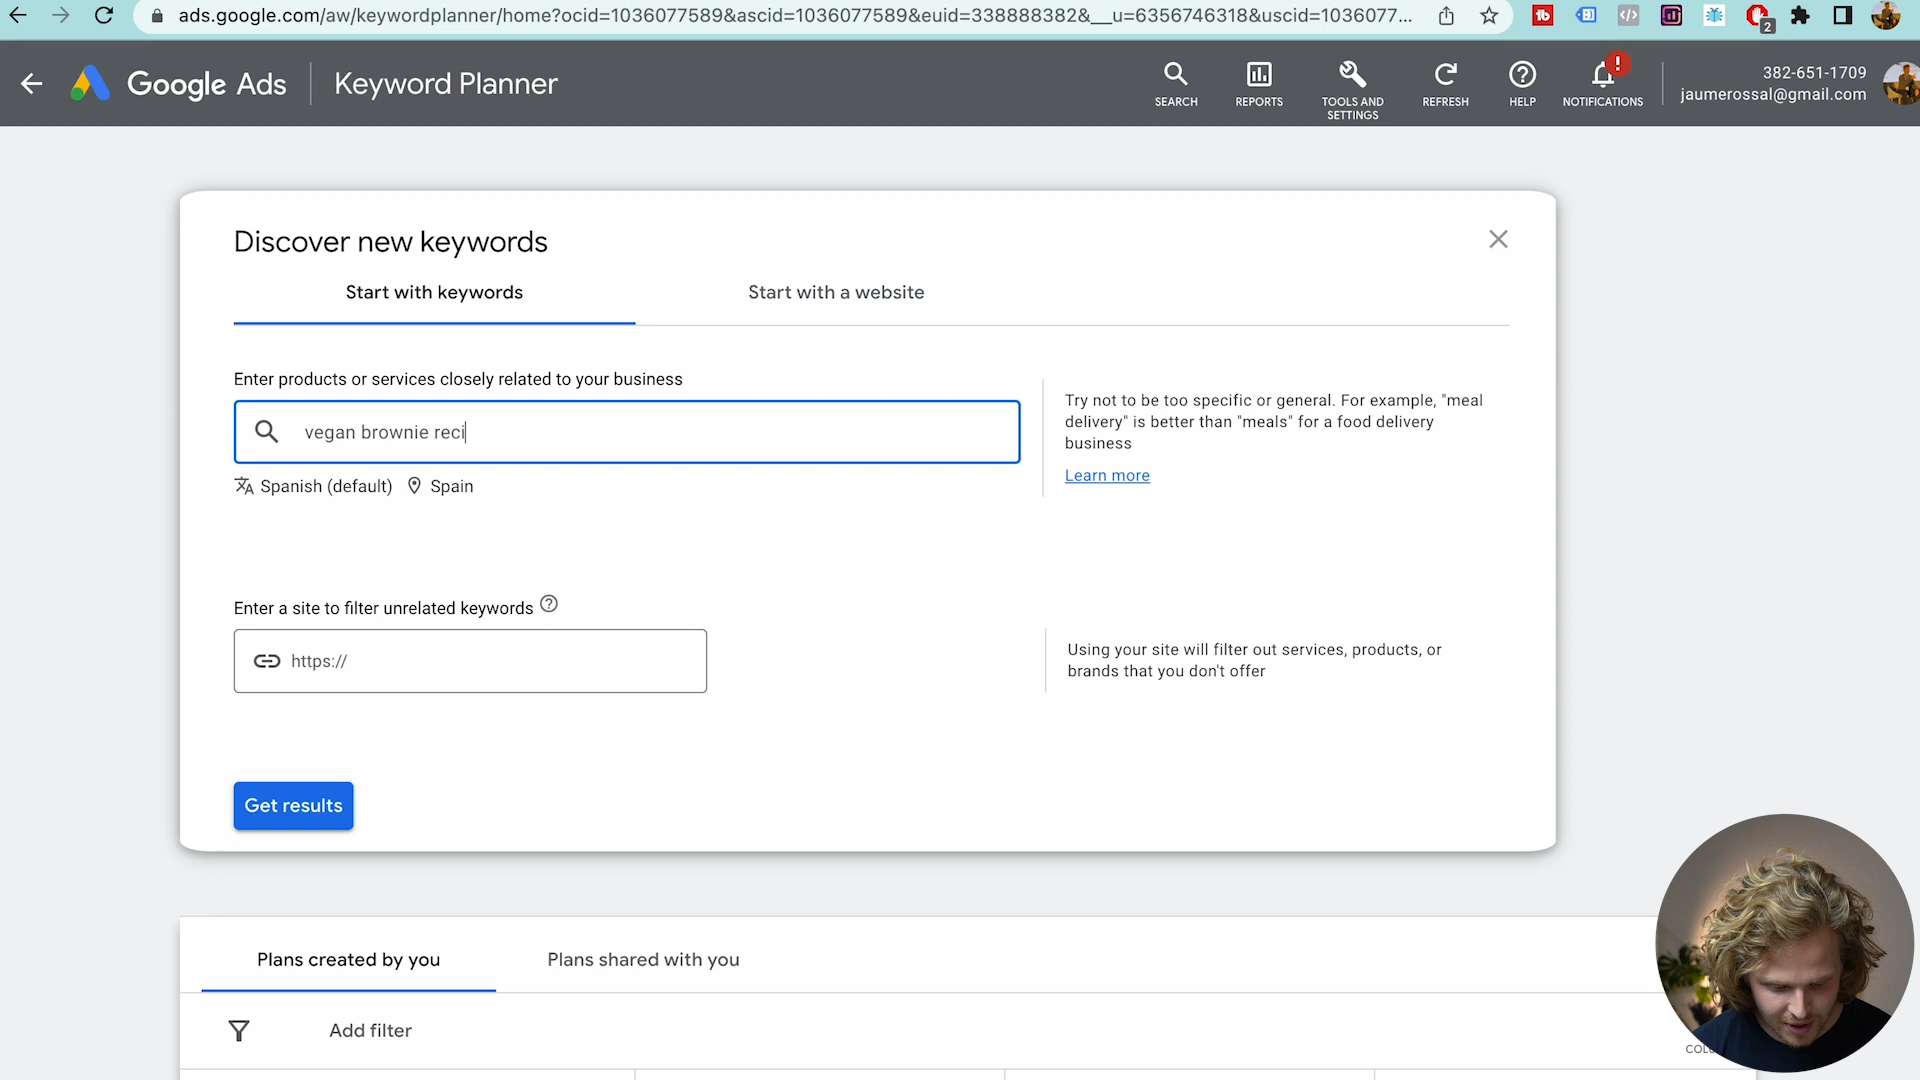 ads.google.com/aw/keywordplanner/home?ocid=1036077589&ascid=1036077589&euid=338888382&__u=6356746318&uscid=1036077...
2
Google Ads
Keyword Planner
SEARCH
REPORTS
TOOLS AND
SETTINGS
REFRESH
HELP
!
NOTIFICATIONS
382-651-1709
jaumerossal@gmail.com
Discover new keywords
Start with keywords
Start with a website
Enter products or services closely related to your business
vegan brownie reci
Spanish (default)
Spain
Try not to be too specific or general. For example, "meal
delivery" is better than "meals" for a food delivery
business
Learn more
Enter a site to filter unrelated keywords
https://
Using your site will filter out services, products, or
brands that you don't offer
Get results
Plans created by you
Plans shared with you
Add filter